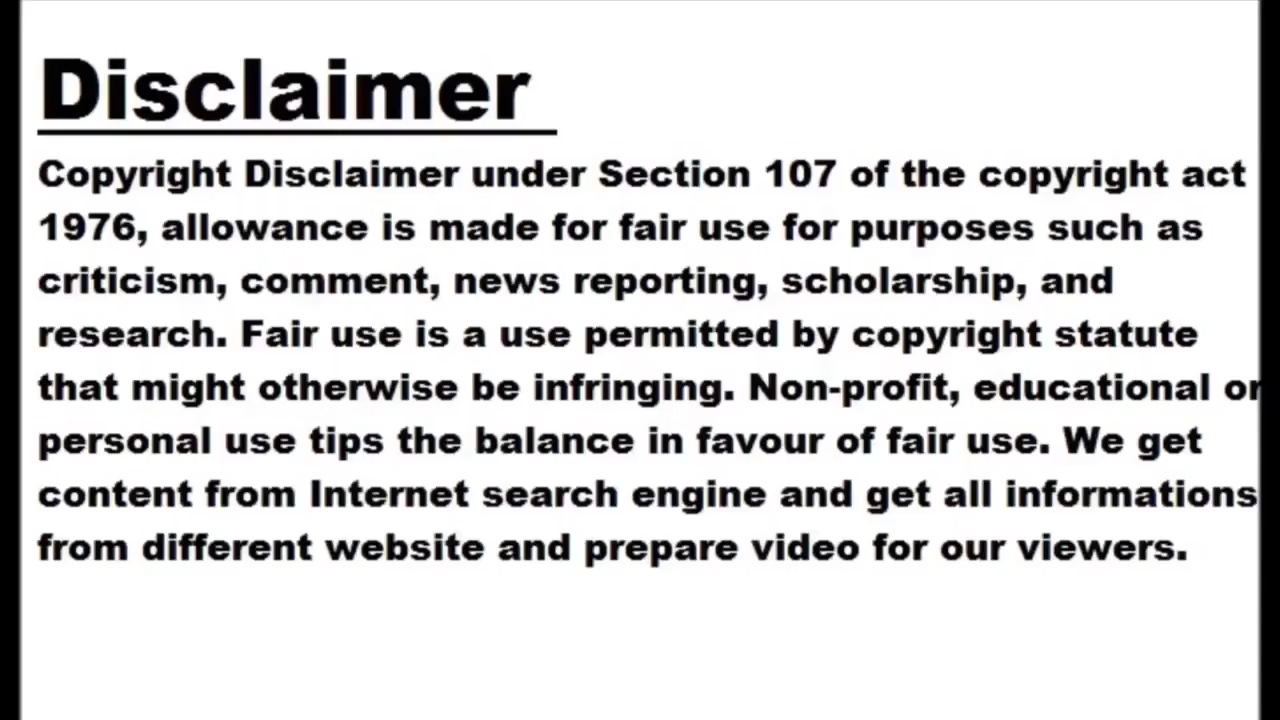 Disclaimer
Copyright Disclaimer under Section 107 of the copyright act
1976, allowance is made for fair use for purposes such as
criticism, comment, news reporting, scholarship, and
research. Fair use is a use permitted by copyright statute
that might otherwise be infringing. Non-profit, educational or
personal use tips the balance in favour of fair use. We get
content from Internet search engine and get all informations
from different website and prepare video for our viewers.